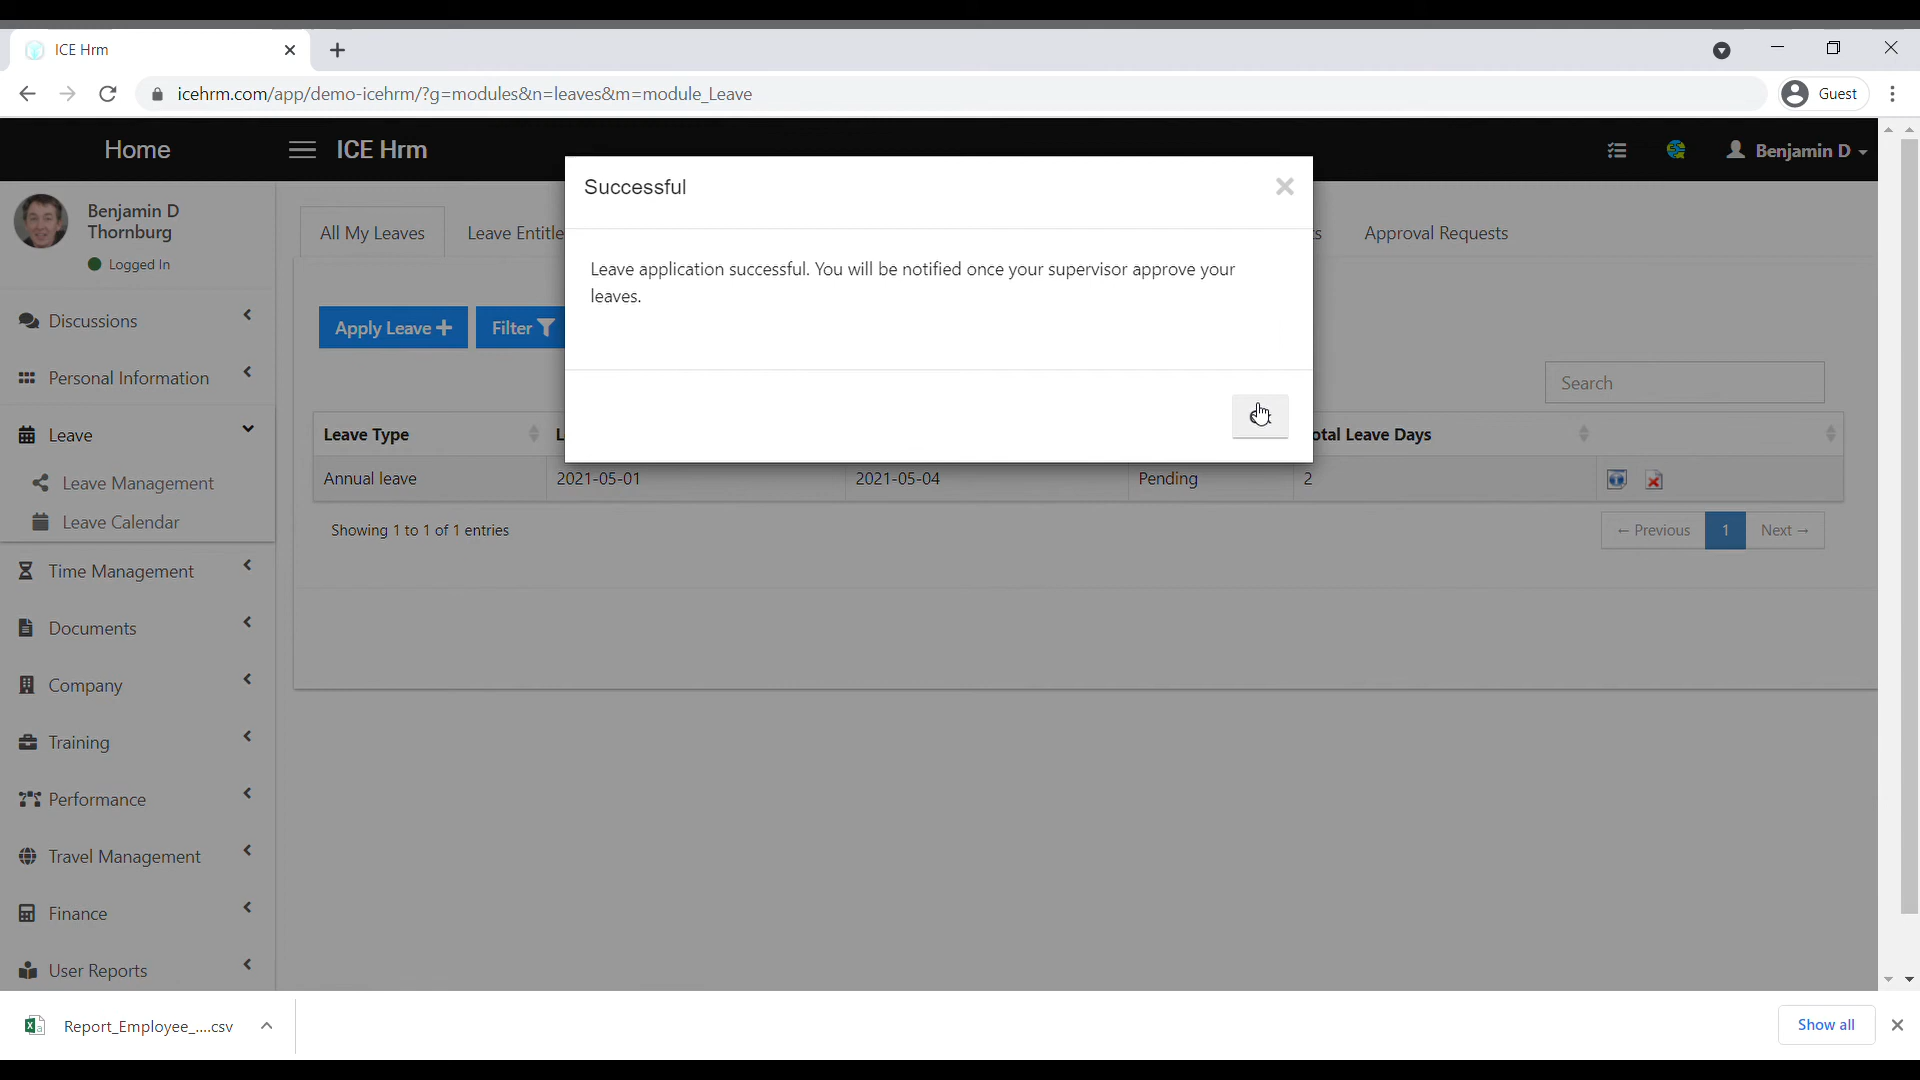 ICE Hrm
icehrm.com/app/demo-icehrm/?g=modules&n=leaves&m=module_Leave
Guest
Home
ICE Hrm
Benjamin D
Successful
Benjamin D
Thornburg
Logged In
All My Leaves
Leave Entitle
Approval Requests
Leave application successful. You will be notified once your supervisor approve your
leaves.
Discussions
Apply Leave
Filter
Personal Information
Search
Leave
Leave Type
otal Leave Days
Annual leave
2021-05-01
2021-05-04
Pending
2
Leave Management
Leave Calendar
Showing 1 to 1 of 1 entries
← Previous
1
Next →
Time Management
Documents
Company
Training
Performance
Travel Management
Finance
User Reports
Report_Employee_....csv
Show all